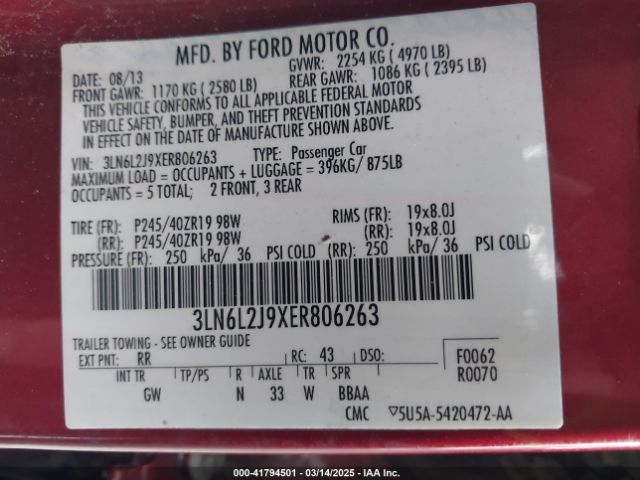 MFD. BY FORD MOTOR CO.
DATE: 08/13 GVWR: 2254 KG ( 4970 LB)
FRONT GAWR: 1170 KG ( 2580 LB) REAR GAWR: 1086 KG ( 2395 LB)
THIS VEHICLE CONFORMS TO ALL APPLICABLE FEDERAL MOTOR
VEHICLE SAFETY, BUMPER, AND THEFT PREVENTION STANDARDS
IN EFFECT ON THE DATE OF MANUFACTURE SHOWN ABOVE.
VIN: 3LN6L2J9XER806263 TYPE: Passenger Car
MAXIMUM LOAD = OCCUPANTS + LUGGAGE = 396KG/ 875LB
OCCUPANTS = 5 TOTAL; 2 FRONT, 3 REAR
TIRE (FR): P245/40ZR19 98W RIMS (FR): 19x8.0J
(RR): P245/40ZR19 98W (RR): 19x8.0J
PRESSURE (FR): 250 kPa/ 36 PSI COLD (RR): 250 kPa/ 36 PSI COLD
3LN6L2J9XER806263
TRAILER TOWING - SEE OWNER GUIDE
EXT PNT: RR RC: 43 DSO: F0062
R0070
INT TR TP/PS R AXLE TR SPR
GW N 33 W BBAA
CMC ▽5U5A-5420472-AA
000-41794501 | 03/14/2025 | IAA Inc.